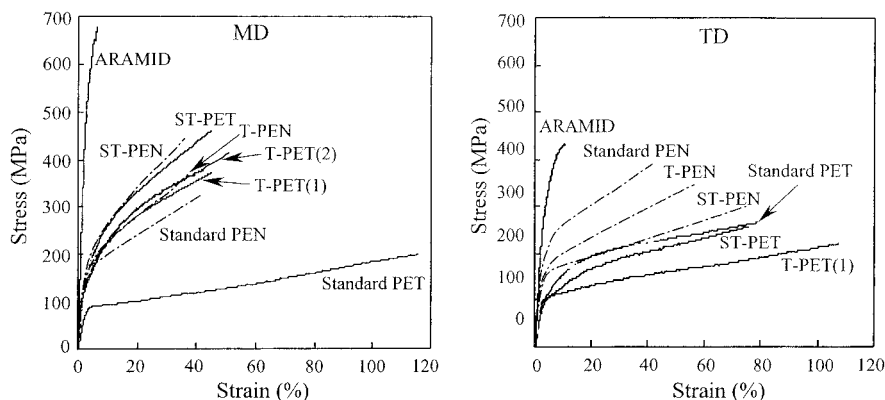 MD
700
600
500
400
300
200
100
0
Stress (MPa)
ARAMID
ST-PET
ST-PEN
T-PEN
T-PET(2)
T-PET(1)
Standard PEN
Standard PET
0 20 40 60 80 100 120
Strain (%)
TD
700
600
500
400
300
200
100
0
Stress (MPa)
ARAMID
Standard PEN
T-PEN
Standard PET
ST-PEN
ST-PET
T-PET(1)
0 20 40 60 80 100 120
Strain (%)